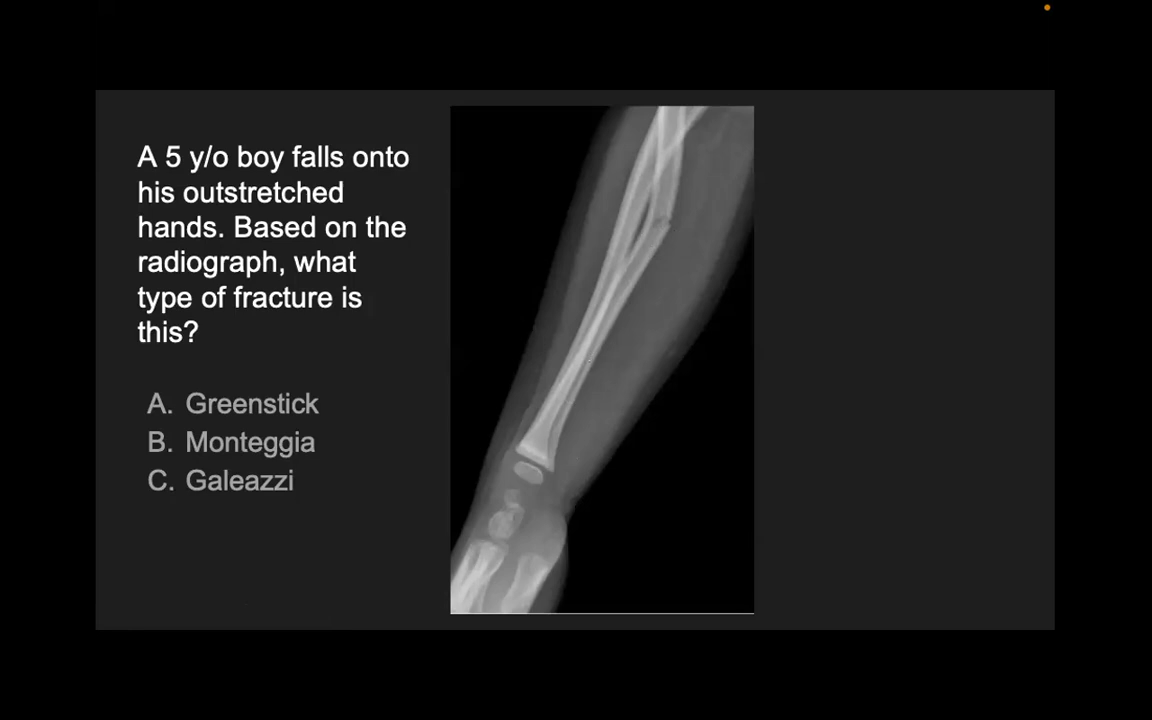 A 5 y/o boy falls onto
his outstretched
hands. Based on the
radiograph, what
type of fracture is
this?
A. Greenstick
B. Monteggia
C. Galeazzi